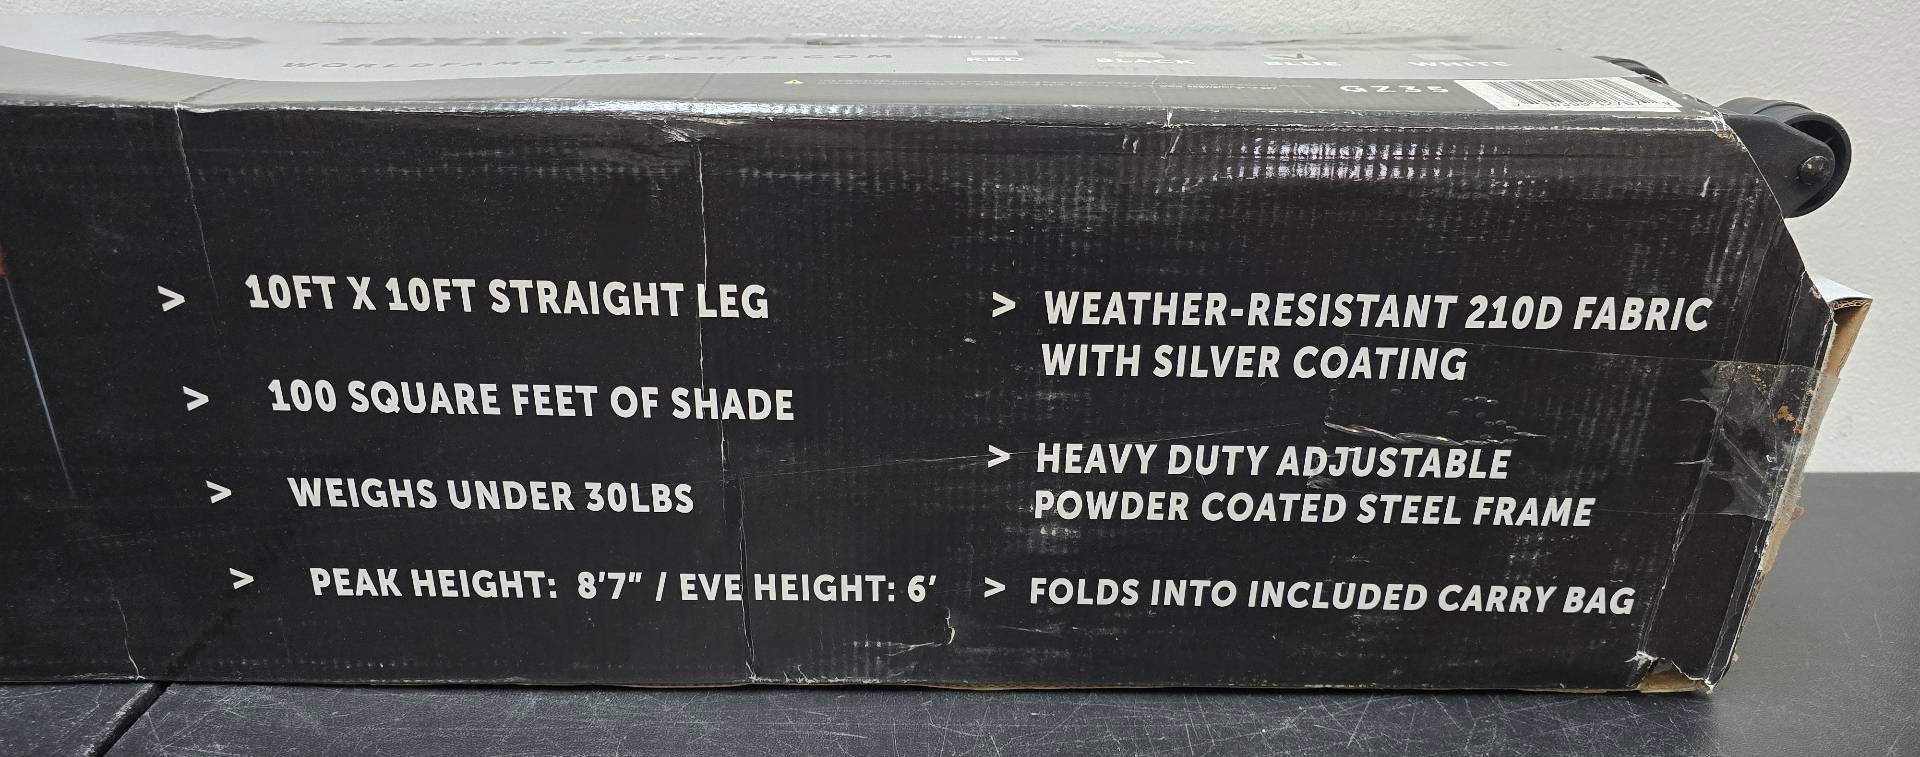 WORLDFAMOUSSPORTS.COM
RED BLACK BLUE WHITE
GZ35
> 10FT X 10FT STRAIGHT LEG
> 100 SQUARE FEET OF SHADE
> WEIGHS UNDER 30LBS
> PEAK HEIGHT: 8'7" / EVE HEIGHT: 6'
> WEATHER-RESISTANT 210D FABRIC
WITH SILVER COATING
> HEAVY DUTY ADJUSTABLE
POWDER COATED STEEL FRAME
> FOLDS INTO INCLUDED CARRY BAG